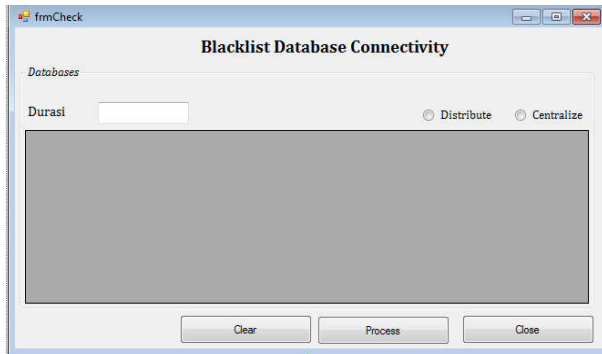 frmCheck
Blacklist Database Connectivity
Databases
Durasi
Distribute Centralize
Clear Process Close